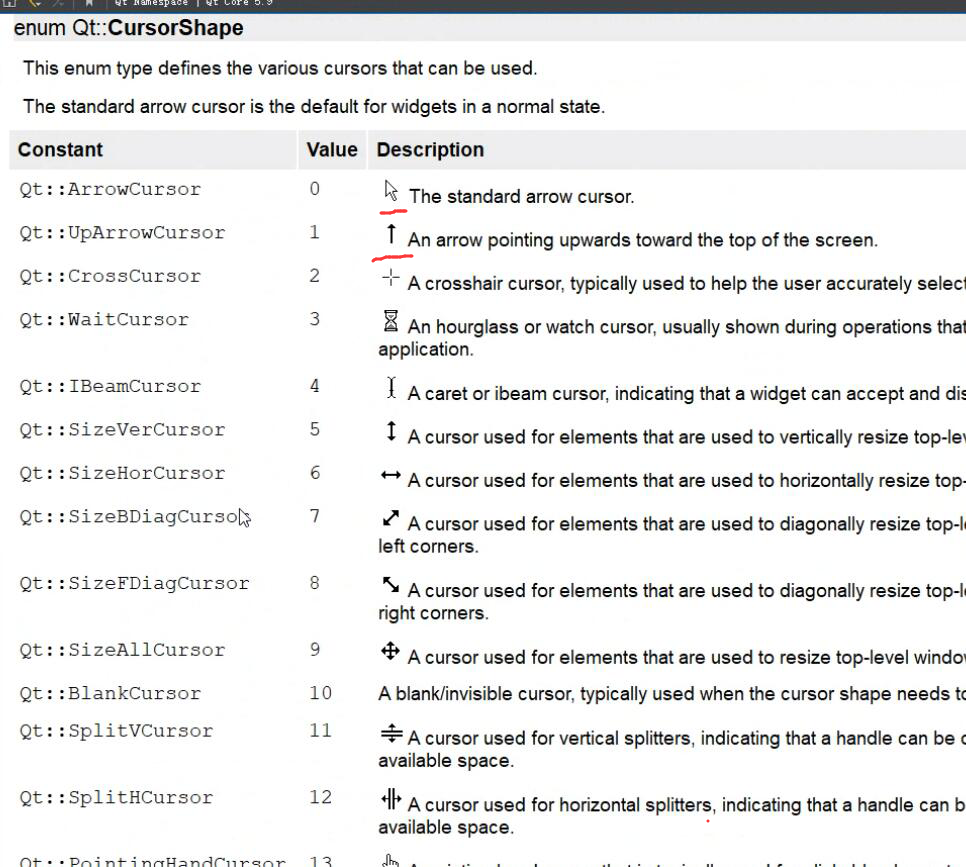 Qt Namespace | Qt Core 5.9
enum Qt::CursorShape
This enum type defines the various cursors that can be used.
The standard arrow cursor is the default for widgets in a normal state.
Constant Value Description
Qt::ArrowCursor 0 The standard arrow cursor.
Qt::UpArrowCursor 1 An arrow pointing upwards toward the top of the screen.
Qt::CrossCursor 2 A crosshair cursor, typically used to help the user accurately select
Qt::WaitCursor 3 An hourglass or watch cursor, usually shown during operations that
application.
Qt::IBeamCursor 4 A caret or ibeam cursor, indicating that a widget can accept and dis
Qt::SizeVerCursor 5 A cursor used for elements that are used to vertically resize top-lev
Qt::SizeHorCursor 6 A cursor used for elements that are used to horizontally resize top-
Qt::SizeBDiagCursor 7 A cursor used for elements that are used to diagonally resize top-le
left corners.
Qt::SizeFDiagCursor 8 A cursor used for elements that are used to diagonally resize top-le
right corners.
Qt::SizeAllCursor 9 A cursor used for elements that are used to resize top-level window
Qt::BlankCursor 10 A blank/invisible cursor, typically used when the cursor shape needs to
Qt::SplitVCursor 11 A cursor used for vertical splitters, indicating that a handle can be
available space.
Qt::SplitHCursor 12 A cursor used for horizontal splitters, indicating that a handle can b
available space.
Qt::PointingHandCursor 13